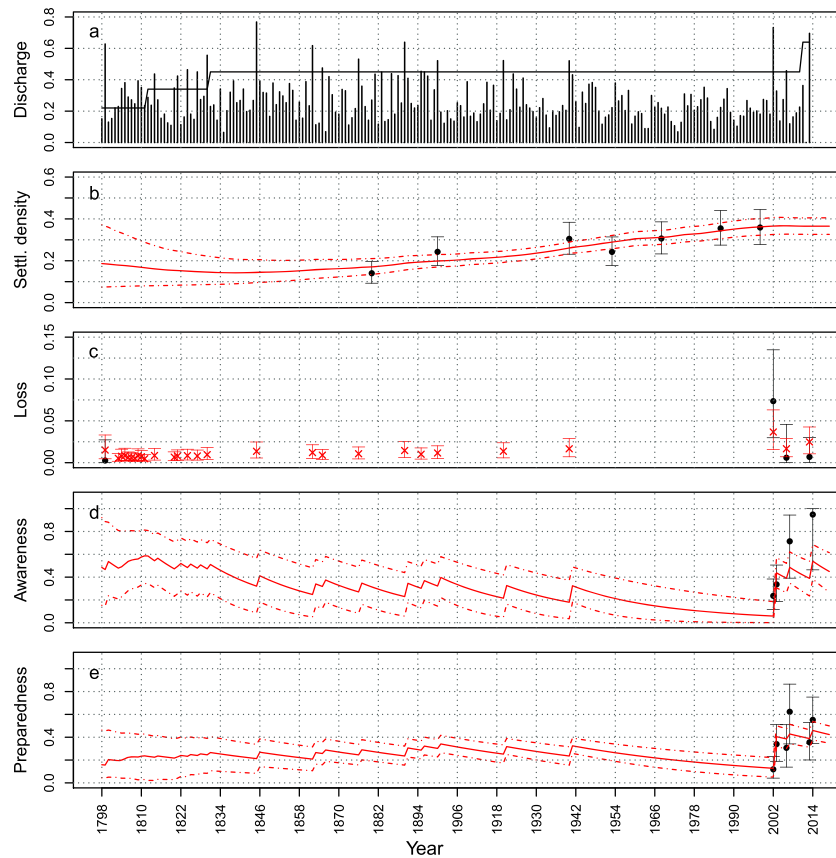 a
Discharge
0.0 0.2 0.4 0.6 0.8
b
Settl. density
0.0 0.2 0.4 0.6
c
Loss
0.00 0.05 0.10 0.15
d
Awareness
0.0 0.4 0.8
e
Preparedness
0.0 0.4 0.8
1798 1810 1822 1834 1846 1858 1870 1882 1894 1906 1918 1930 1942 1954 1966 1978 1990 2002 2014
Year